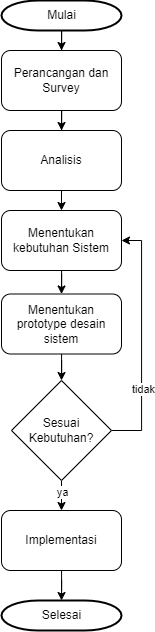 Mulai
Perancangan dan
Survey
Analisis
Menentukan
kebutuhan Sistem
Menentukan
prototype desain
sistem
Sesuai
Kebutuhan?
tidak
ya
Implementasi
Selesai